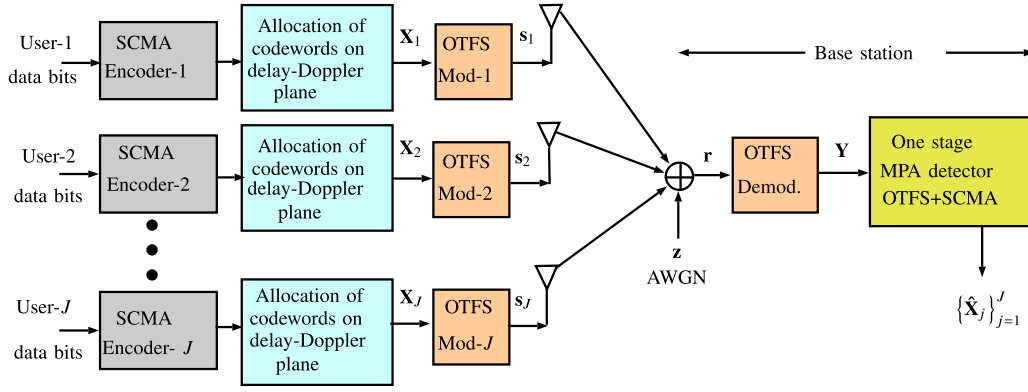 User-1
data bits
SCMA
Encoder-1
Allocation of
codewords on
delay-Doppler
plane
X₁
OTFS
Mod-1
s₁
Base station
User-2
data bits
SCMA
Encoder-2
Allocation of
codewords on
delay-Doppler
plane
X₂
OTFS
Mod-2
s₂
r
OTFS
Demod.
Y
One stage
MPA detector
OTFS+SCMA
z
AWGN
User-J
data bits
SCMA
Encoder- J
Allocation of
codewords on
delay-Doppler
plane
X_J
OTFS
Mod-J
s_J
{X̂_j}_{j=1}^J